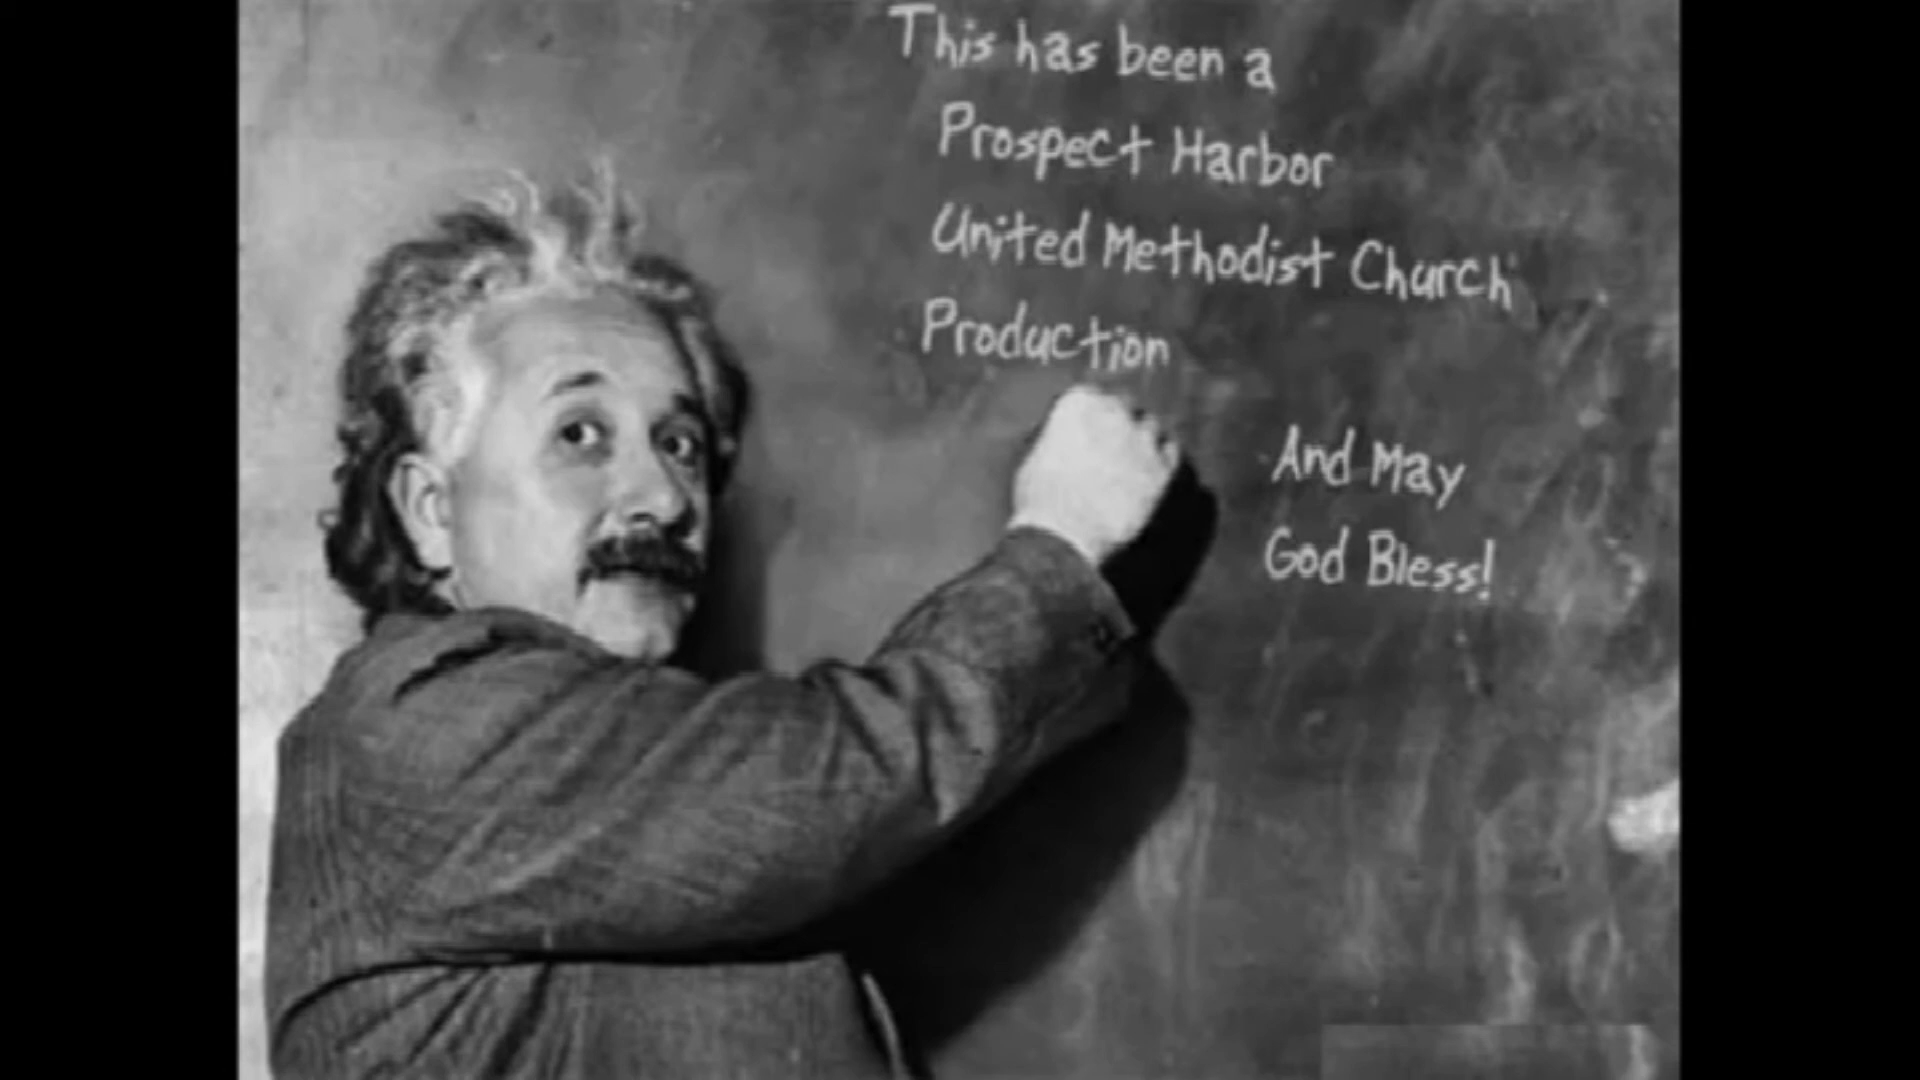 This has been a
Prospect Harbor
United Methodist Church
Production
And May
God Bless!